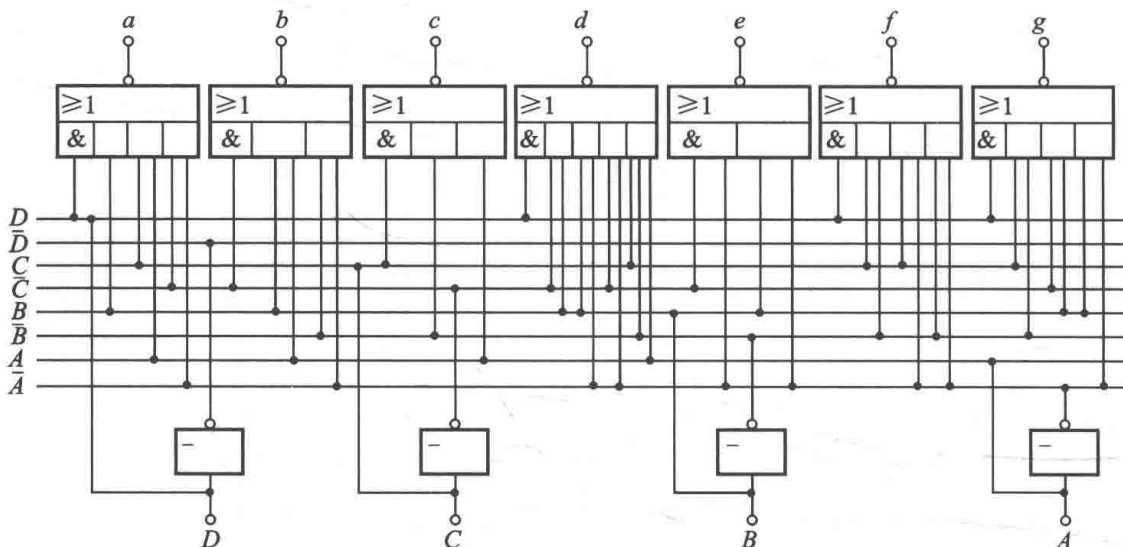 a b c d e f g
≥1 ≥1 ≥1 ≥1 ≥1 ≥1 ≥1
& & & & & & &
D
D̄
C
C̄
B
B̄
A
Ā
− − − −
D C B A